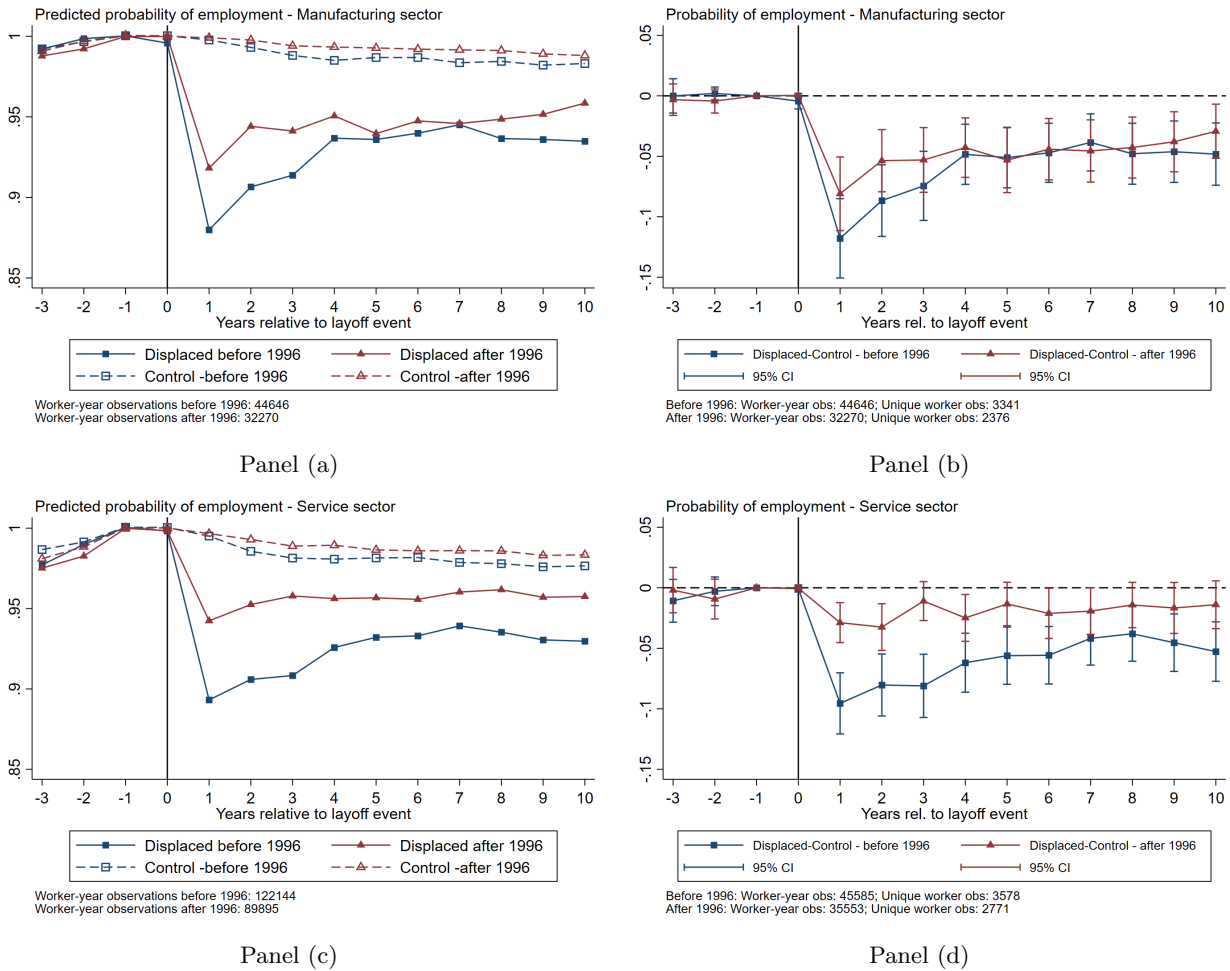 Predicted probability of employment - Manufacturing sector
1
.95
.9
.85
-3 -2 -1 0 1 2 3 4 5 6 7 8 9 10
Years relative to layoff event
Displaced before 1996 Displaced after 1996
Control -before 1996 Control -after 1996
Worker-year observations before 1996: 44646
Worker-year observations after 1996: 32270
Panel (a)
Probability of employment - Manufacturing sector
.05
0
-.05
-.1
-.15
-3 -2 -1 0 1 2 3 4 5 6 7 8 9 10
Years rel. to layoff event
Displaced-Control - before 1996 Displaced-Control - after 1996
95% CI 95% CI
Before 1996: Worker-year obs: 44646; Unique worker obs: 3341
After 1996: Worker-year obs: 32270; Unique worker obs: 2376
Panel (b)
Predicted probability of employment - Service sector
1
.95
.9
.85
-3 -2 -1 0 1 2 3 4 5 6 7 8 9 10
Years relative to layoff event
Displaced before 1996 Displaced after 1996
Control -before 1996 Control -after 1996
Worker-year observations before 1996: 122144
Worker-year observations after 1996: 89895
Panel (c)
Probability of employment - Service sector
.05
0
-.05
-.1
-.15
-3 -2 -1 0 1 2 3 4 5 6 7 8 9 10
Years rel. to layoff event
Displaced-Control - before 1996 Displaced-Control - after 1996
95% CI 95% CI
Before 1996: Worker-year obs: 45585; Unique worker obs: 3578
After 1996: Worker-year obs: 35553; Unique worker obs: 2771
Panel (d)